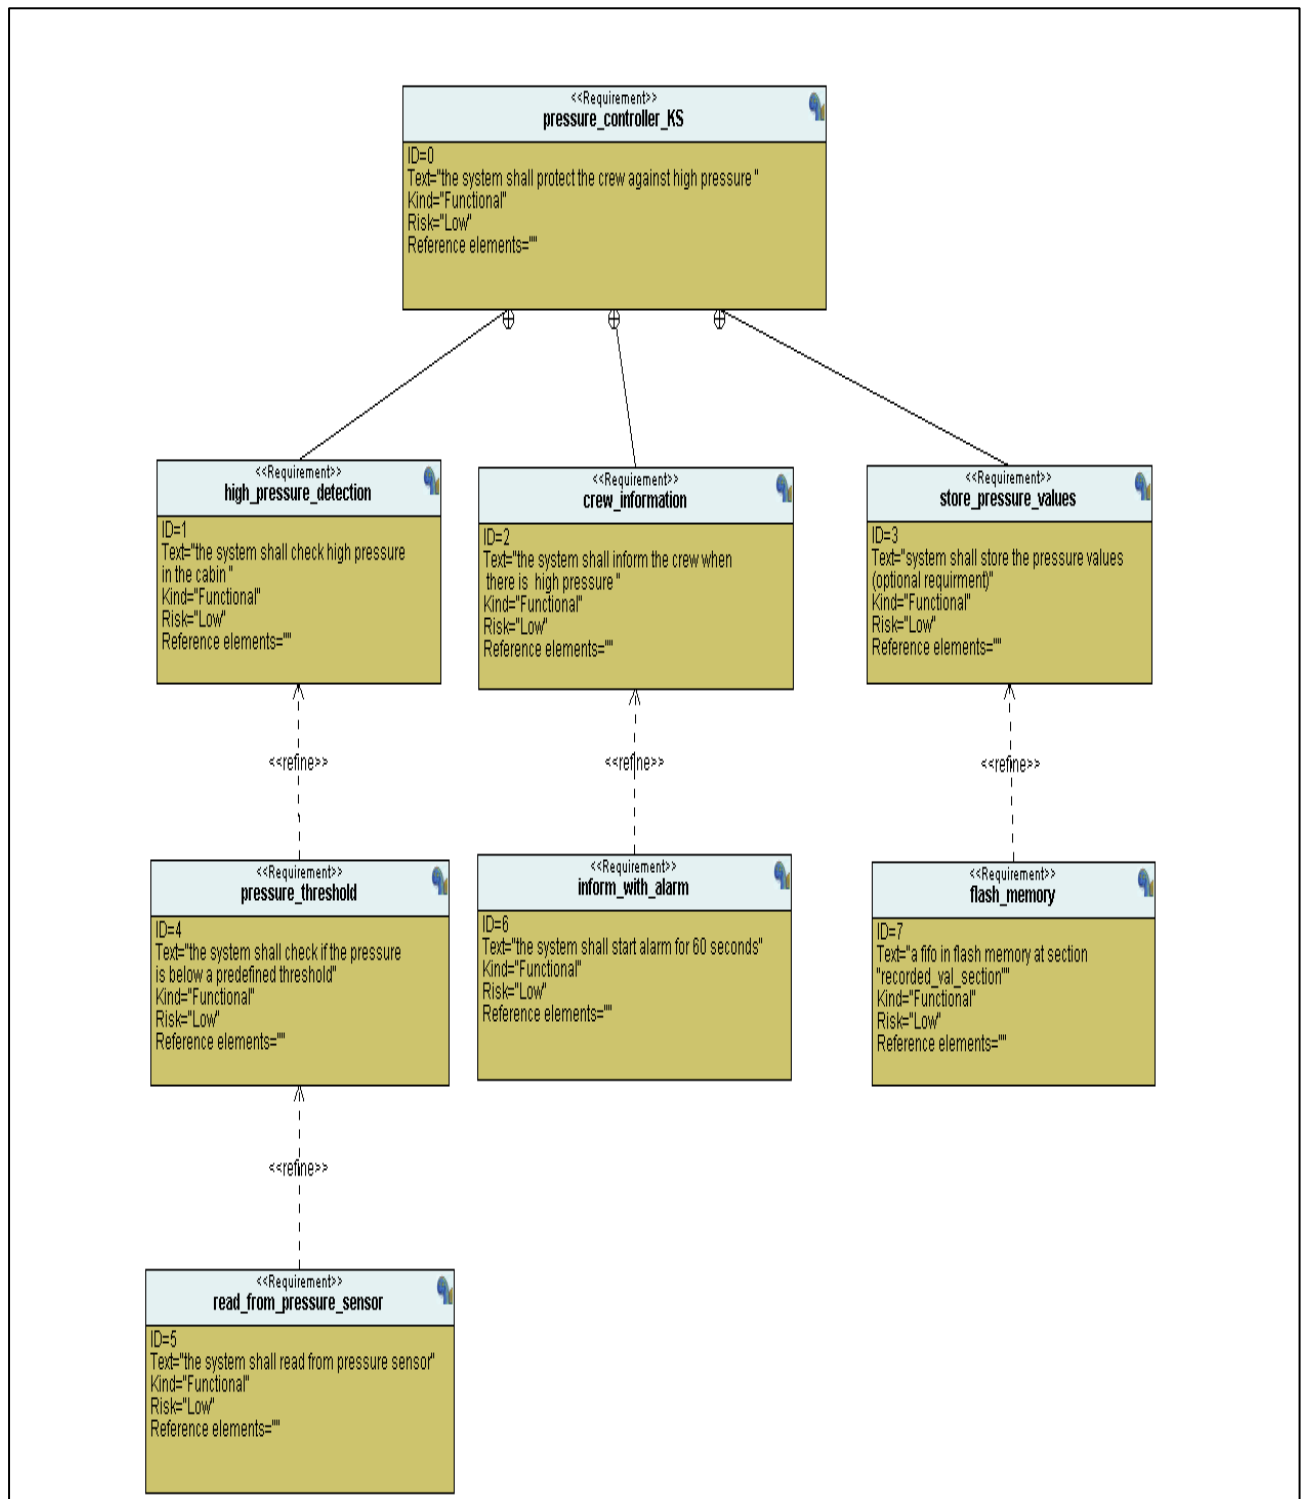 <<Requirement>>
pressure_controller_KS
ID=0
Text="the system shall protect the crew against high pressure "
Kind="Functional"
Risk="Low"
Reference elements=""
<<Requirement>>
high_pressure_detection
ID=1
Text="the system shall check high pressure
in the cabin "
Kind="Functional"
Risk="Low"
Reference elements=""
<<Requirement>>
crew_information
ID=2
Text="the system shall inform the crew when
there is  high pressure "
Kind="Functional"
Risk="Low"
Reference elements=""
<<Requirement>>
store_pressure_values
ID=3
Text="system shall store the pressure values
(optional requirment)"
Kind="Functional"
Risk="Low"
Reference elements=""
<<refine>>
<<refine>>
<<refine>>
<<Requirement>>
pressure_threshold
ID=4
Text="the system shall check if the pressure
is below a predefined threshold"
Kind="Functional"
Risk="Low"
Reference elements=""
<<Requirement>>
inform_with_alarm
ID=6
Text="the system shall start alarm for 60 seconds"
Kind="Functional"
Risk="Low"
Reference elements=""
<<Requirement>>
flash_memory
ID=7
Text="a fifo in flash memory at section
"recorded_val_section""
Kind="Functional"
Risk="Low"
Reference elements=""
<<refine>>
<<Requirement>>
read_from_pressure_sensor
ID=5
Text="the system shall read from pressure sensor"
Kind="Functional"
Risk="Low"
Reference elements=""